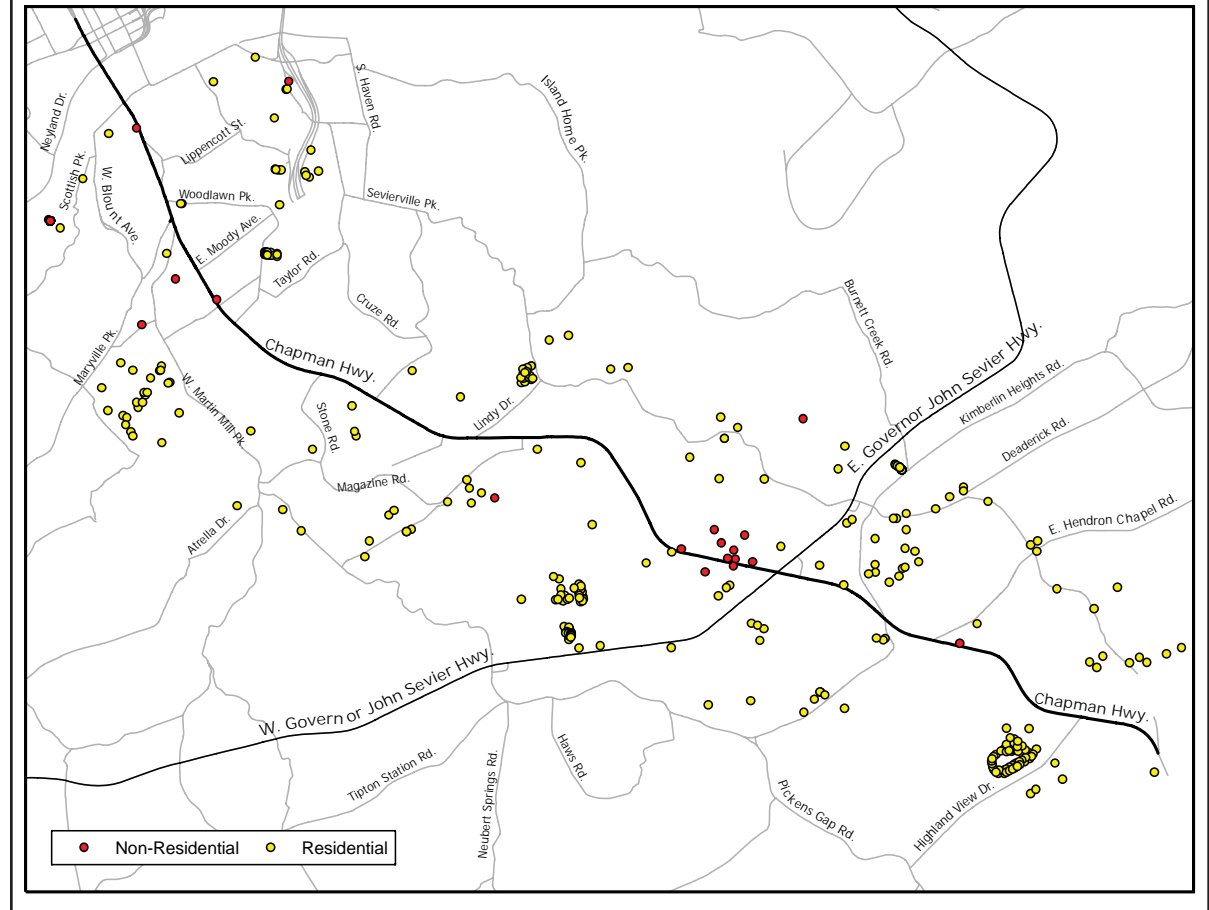 S. Haven Rd.
Island Home Pk.
Neyland Dr.
Lippencott St.
Scottish Pk.
W. Blount Ave.
Woodlawn Pk.
Sevierville Pk.
E. Moody Ave.
Taylor Rd.
Cruze Rd.
Burnett Creek Rd.
Maryville Pk.
Chapman Hwy.
E. Governor John Sevier Hwy.
Kimberlin Heights Rd.
W. Martin Mill Pk.
Stone Rd.
Lindy Dr.
Deaderick Rd.
Magazine Rd.
Atrella Dr.
E. Hendron Chapel Rd.
W. Governor John Sevier Hwy.
Chapman Hwy.
Tipton Station Rd.
Neubert Springs Rd.
Haws Rd.
Pickens Gap Rd.
Highland View Dr.
Non-Residential Residential